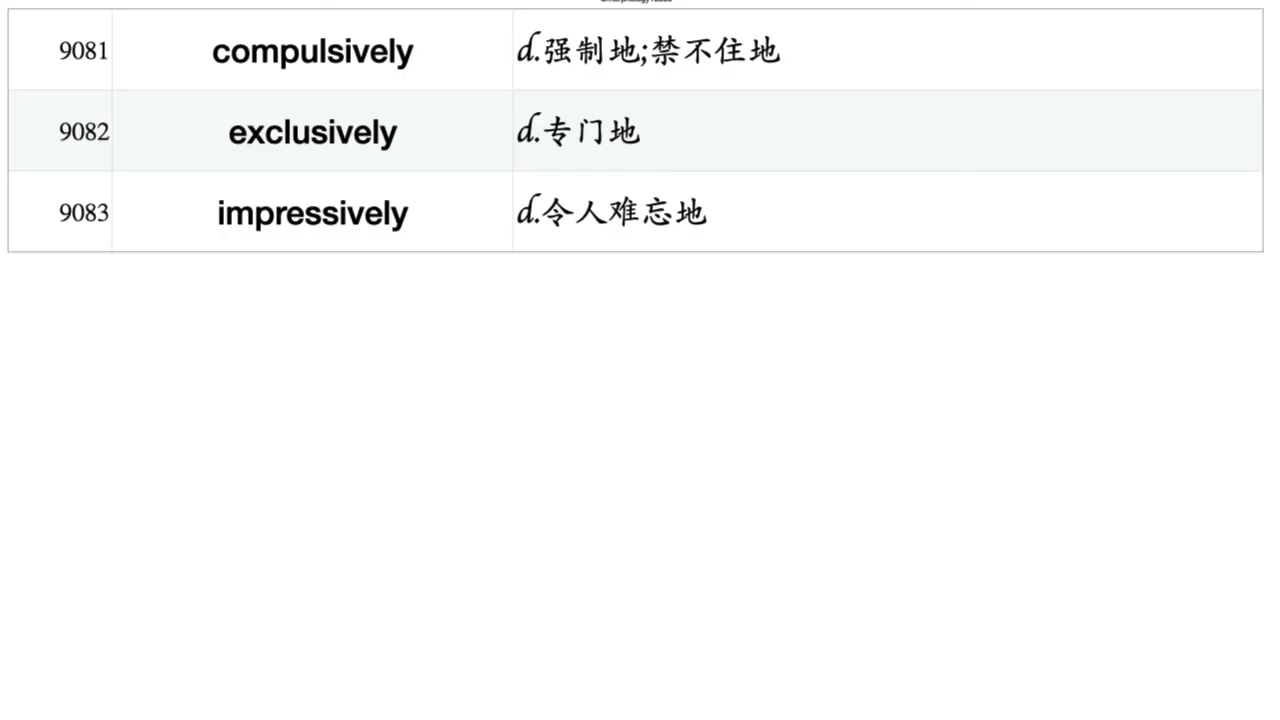 9081 compulsively d.强制地;禁不住地
9082 exclusively d.专门地
9083 impressively d.令人难忘地